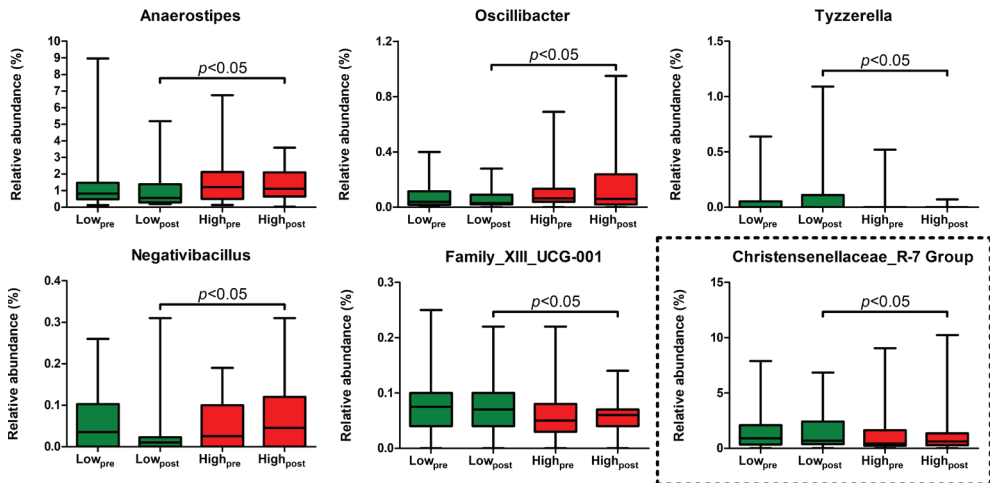 Anaerostipes
Relative abundance (%)
10
9
8
7
6
5
4
3
2
1
0
p<0.05
Lowpre
Lowpost
Highpre
Highpost
Oscillibacter
Relative abundance (%)
1.2
0.8
0.4
0.0
p<0.05
Lowpre
Lowpost
Highpre
Highpost
Tyzzerella
Relative abundance (%)
1.5
1.0
0.5
0.0
p<0.05
Lowpre
Lowpost
Highpre
Highpost
Negativibacillus
Relative abundance (%)
0.4
0.3
0.2
0.1
0.0
p<0.05
Lowpre
Lowpost
Highpre
Highpost
Family_XIII_UCG-001
Relative abundance (%)
0.3
0.2
0.1
0.0
p<0.05
Lowpre
Lowpost
Highpre
Highpost
Christensenellaceae_R-7 Group
Relative abundance (%)
15
10
5
0
p<0.05
Lowpre
Lowpost
Highpre
Highpost